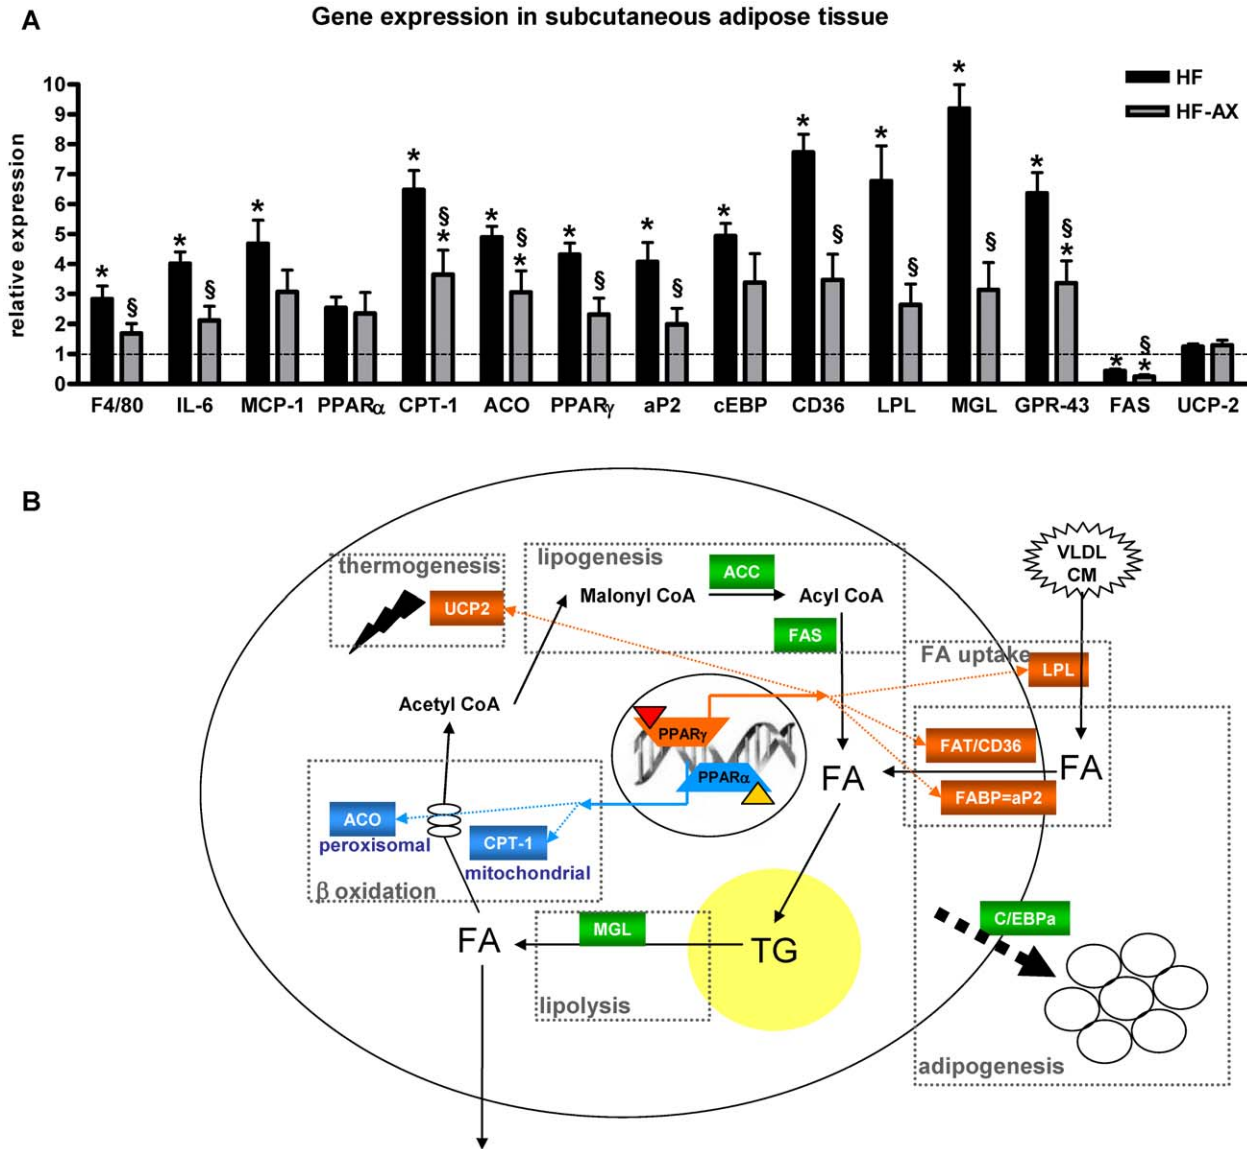 A
Gene expression in subcutaneous adipose tissue
relative expression
10
9
8
7
6
5
4
3
2
1
0
HF
HF-AX
*
§
*
§
*
*
§
*
*
§
*
*
§
*
§
*
*
§
*
§
*
§
*
§
*
*
§
*
F4/80 IL-6 MCP-1 PPARα CPT-1 ACO PPARγ aP2 cEBP CD36 LPL MGL GPR-43 FAS UCP-2
B
thermogenesis
UCP2
lipogenesis
ACC
Malonyl CoA
Acyl CoA
FAS
VLDL
CM
FA uptake
LPL
Acetyl CoA
PPARγ
PPARα
FA
FAT/CD36
FA
FABP=aP2
ACO
peroxisomal
CPT-1
mitochondrial
β oxidation
FA
MGL
TG
lipolysis
C/EBPa
adipogenesis